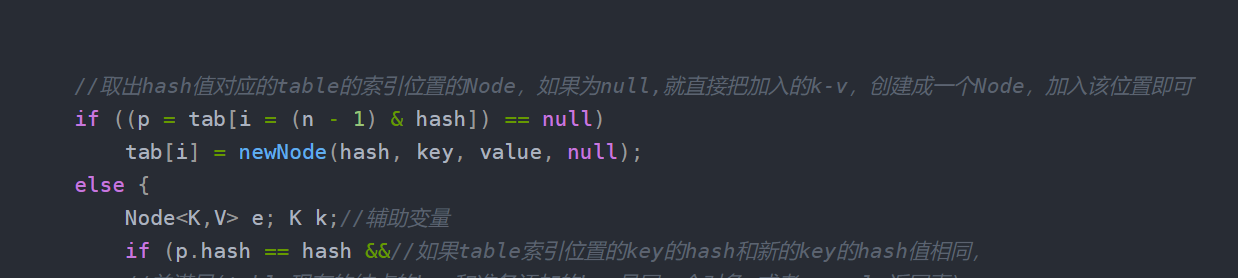 //取出hash值对应的table的索引位置的Node, 如果为null,就直接把加入的k-v, 创建成一个Node, 加入该位置即可
if ((p = tab[i = (n - 1) & hash]) == null)
tab[i] = newNode(hash, key, value, null);
else {
Node<K,V> e; K k;//辅助变量
if (p.hash == hash &&//如果table索引位置的key的hash和新的key的hash值相同,